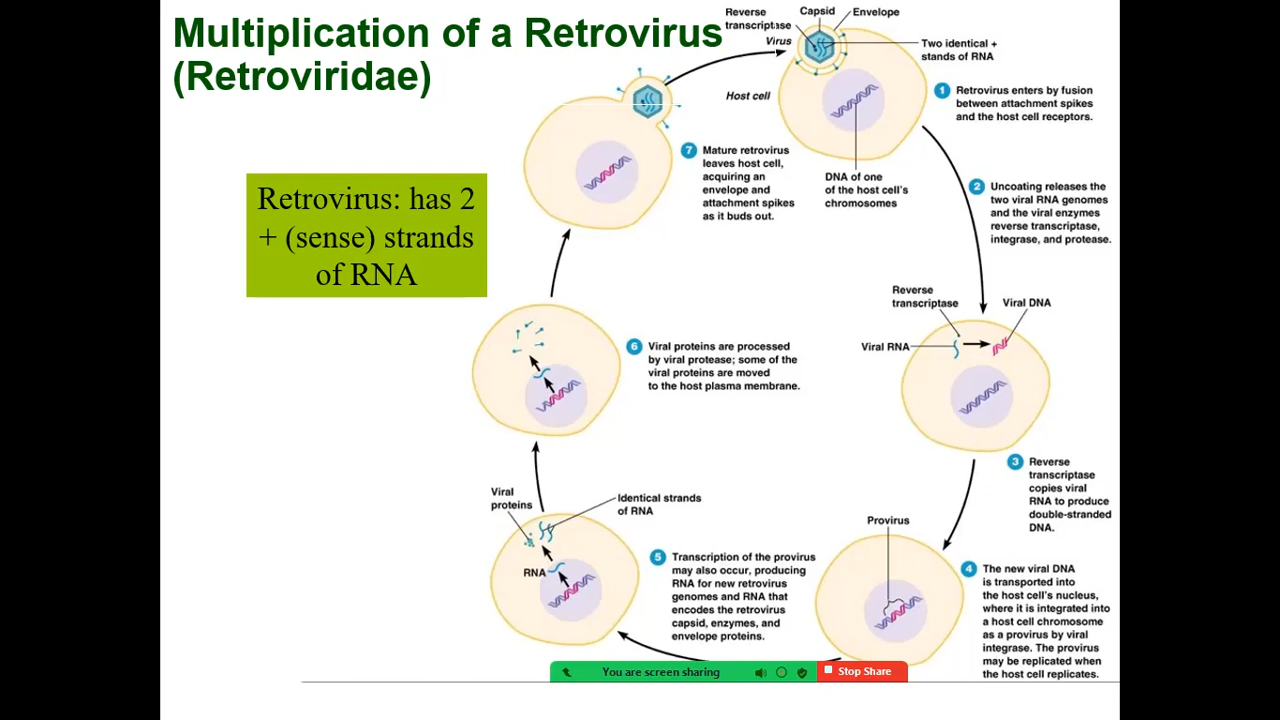 Multiplication of a Retrovirus
(Retroviridae)
Retrovirus: has 2
+ (sense) strands
of RNA
Reverse
transcriptase
Capsid
Envelope
Virus
Two identical +
stands of RNA
Host cell
DNA of one
of the host cell's
chromosomes
1 Retrovirus enters by fusion
between attachment spikes
and the host cell receptors.
2 Uncoating releases the
two viral RNA genomes
and the viral enzymes
reverse transcriptase,
integrase, and protease.
Reverse
transcriptase
Viral DNA
Viral RNA
3 Reverse
transcriptase
copies viral
RNA to produce
double-stranded
DNA.
Provirus
4 The new viral DNA
is transported into
the host cell's nucleus,
where it is integrated into
a host cell chromosome
as a provirus by viral
integrase. The provirus
may be replicated when
the host cell replicates.
Viral
proteins
Identical strands
of RNA
RNA
5 Transcription of the provirus
may also occur, producing
RNA for new retrovirus
genomes and RNA that
encodes the retrovirus
capsid, enzymes, and
envelope proteins.
6 Viral proteins are processed
by viral protease; some of the
viral proteins are moved
to the host plasma membrane.
7 Mature retrovirus
leaves host cell,
acquiring an
envelope and
attachment spikes
as it buds out.
You are screen sharing
Stop Share